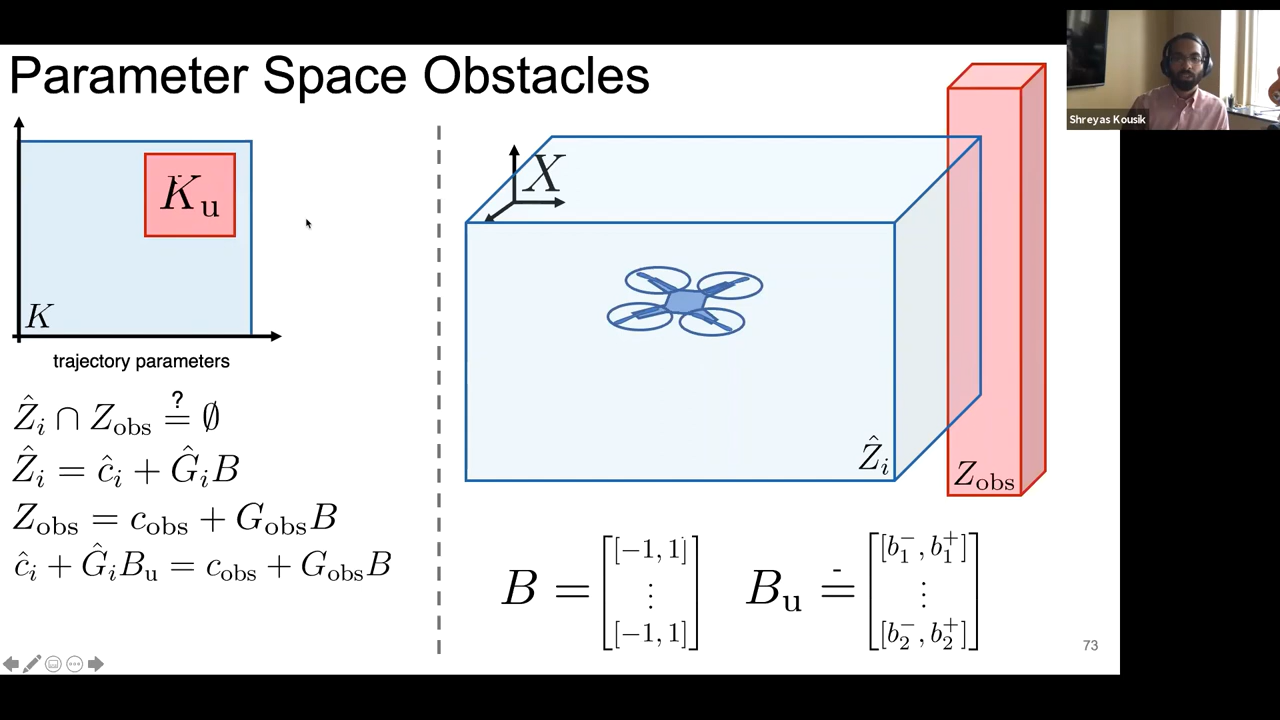 Parameter Space Obstacles
Shreyas Kousik
K_u
K
trajectory parameters
X
Ẑ_i
Z_obs
Ẑ_i ∩ Z_obs =? ∅
Ẑ_i = ĉ_i + Ĝ_i B
Z_obs = c_obs + G_obs B
ĉ_i + Ĝ_i B_u = c_obs + G_obs B
B = [[-1, 1] ⋮ [-1, 1]]
B_u = [[b_1^-, b_1^+] ⋮ [b_2^-, b_2^+]]
73